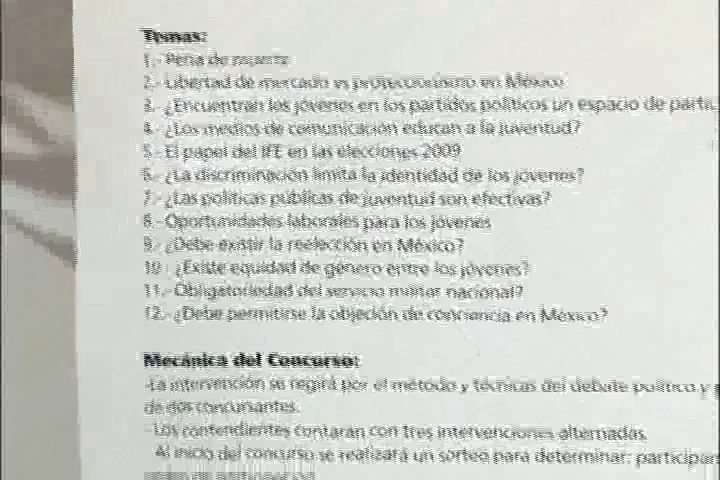 Temas:
1.- Pena de muerte
2.- Libertad de mercado vs proteccionismo en México
3.- ¿Encuentran los jóvenes en los partidos políticos un espacio de partic
4.- ¿Los medios de comunicación educan a la juventud?
5.- El papel del IFE en las elecciones 2009
6.- ¿La discriminación limita la identidad de los jóvenes?
7.- ¿Las políticas públicas de juventud son efectivas?
8.- Oportunidades laborales para los jóvenes
9.- ¿Debe existir la reelección en México?
10.- ¿Existe equidad de género entre los jóvenes?
11.- Obligatoriedad del servicio militar nacional?
12.- ¿Debe permitirse la objeción de conciencia en México?
Mecánica del Concurso:
-La intervención se regirá por el método y técnicas del debate político y
de dos concursantes.
Los contendientes contarán con tres intervenciones alternadas.
Al inicio del concurso se realizará un sorteo para determinar: participan